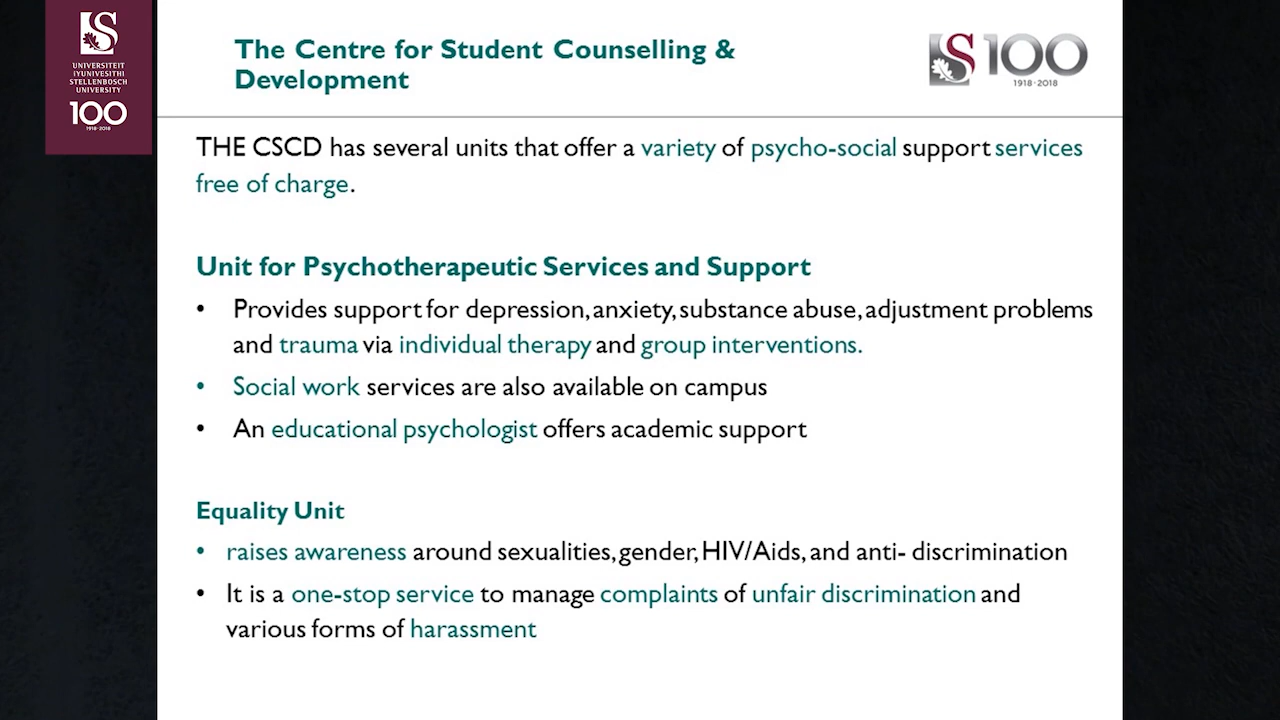 UNIVERSITEIT
IYUNIVESITHI
STELLENBOSCH
UNIVERSITY
100
1918·2018
The Centre for Student Counselling &
Development
S100
1918·2018
THE CSCD has several units that offer a variety of psycho-social support services
free of charge.
Unit for Psychotherapeutic Services and Support
• Provides support for depression, anxiety, substance abuse, adjustment problems
and trauma via individual therapy and group interventions.
• Social work services are also available on campus
• An educational psychologist offers academic support
Equality Unit
• raises awareness around sexualities, gender, HIV/Aids, and anti- discrimination
• It is a one-stop service to manage complaints of unfair discrimination and
various forms of harassment